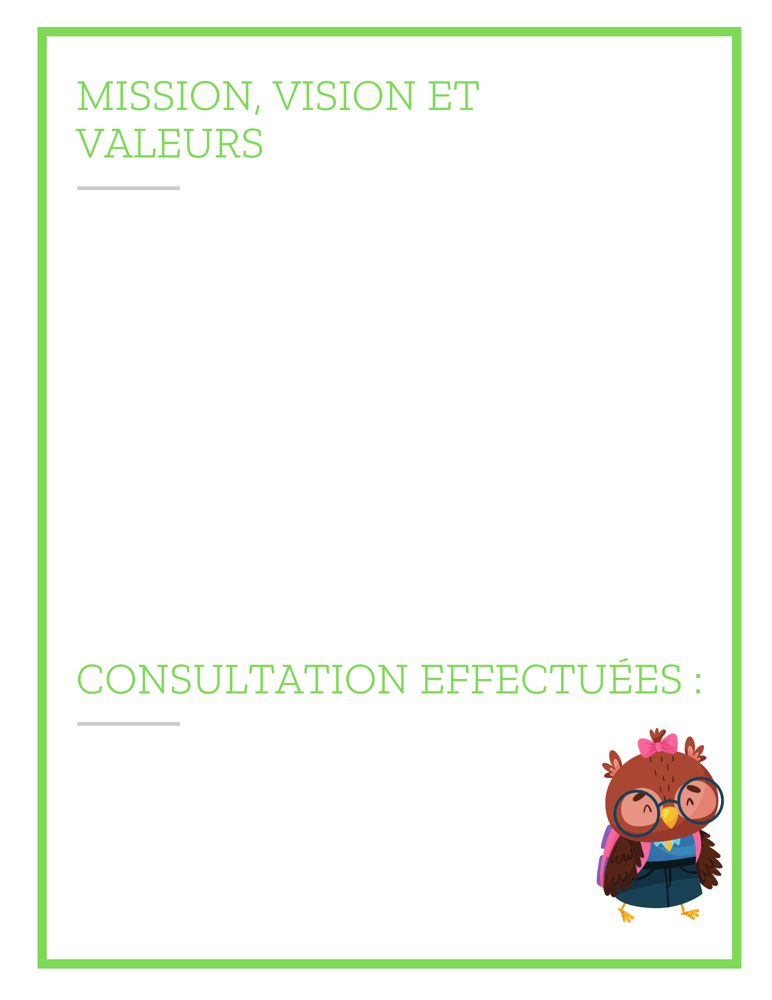 MISSION, VISION ET
VALEURS
CONSULTATION EFFECTUÉES :